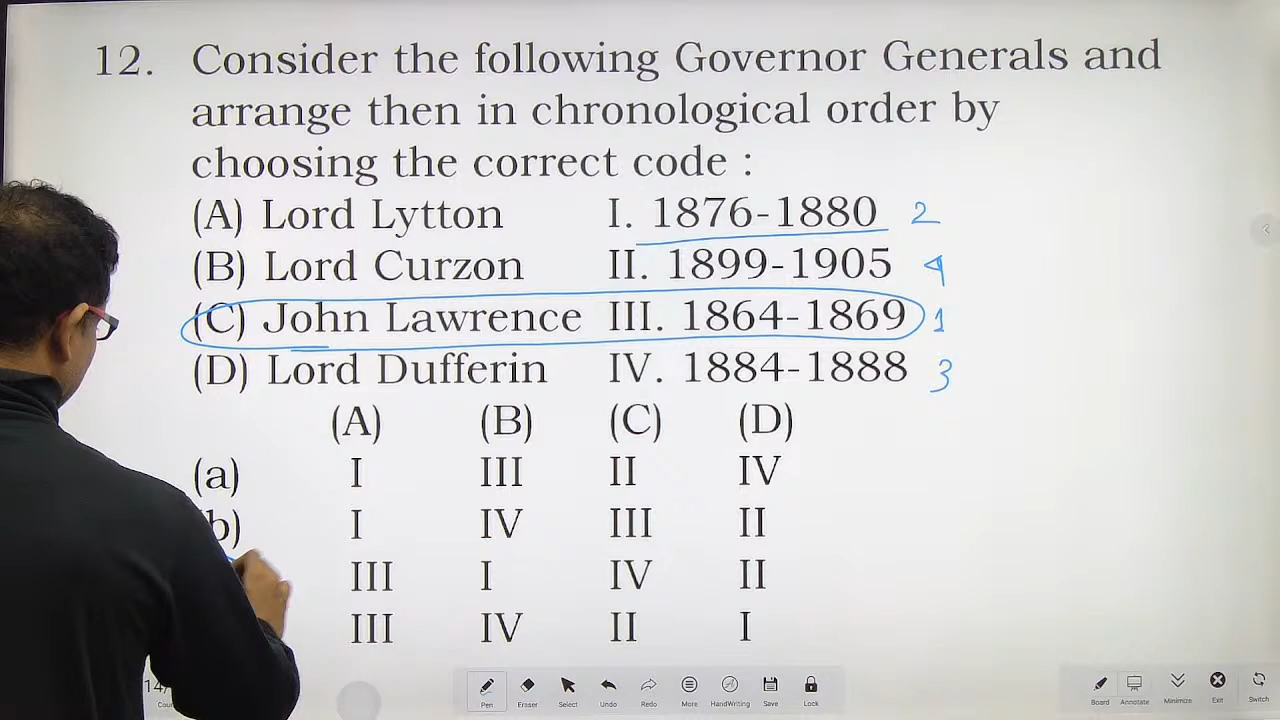 12. Consider the following Governor Generals and
arrange then in chronological order by
choosing the correct code :
(A) Lord Lytton I. 1876-1880 2
(B) Lord Curzon II. 1899-1905 4
(C) John Lawrence III. 1864-1869 1
(D) Lord Dufferin IV. 1884-1888 3
(A) (B) (C) (D)
(a) I III II IV
b) I IV III II
III I IV II
III IV II I
14/
Pen Eraser Select Undo Redo More HandWriting Save Lock
Board Annotate Minimize Exit Switch